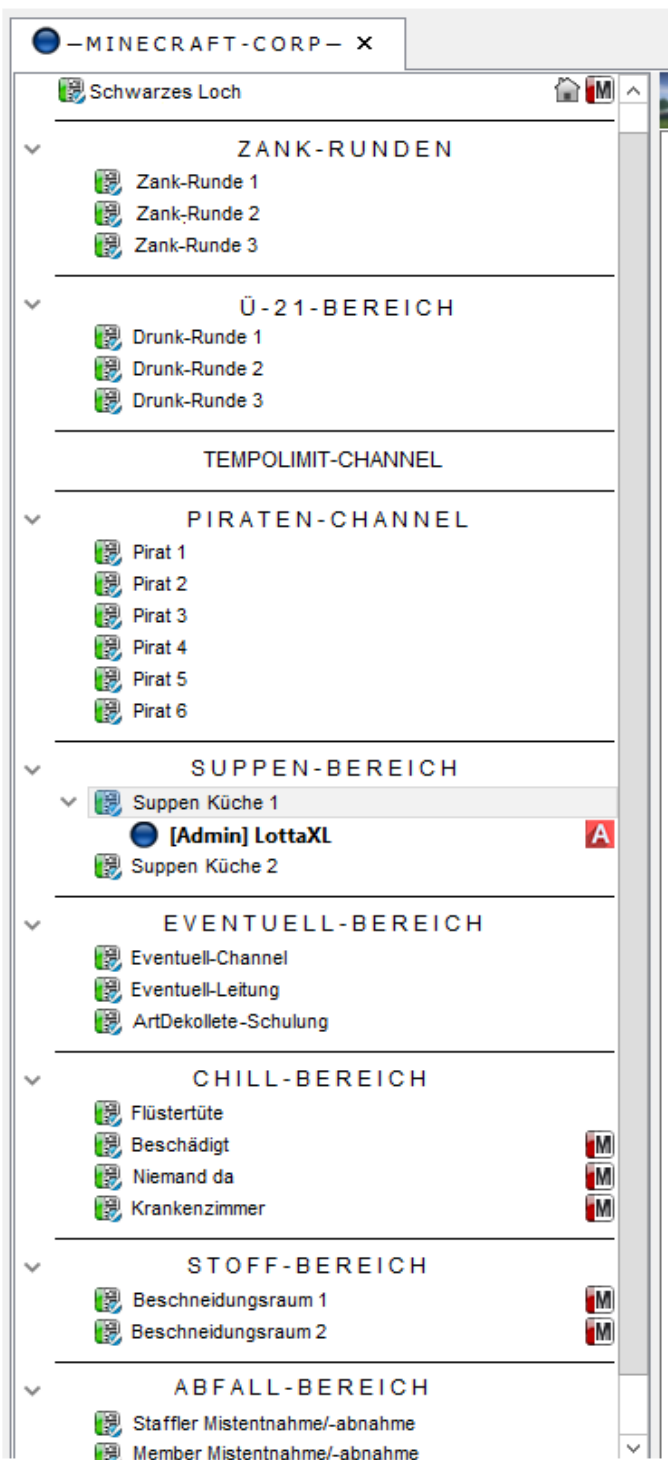 –MINECRAFT-CORP– ×
Schwarzes Loch M
ZANK-RUNDEN
Zank-Runde 1
Zank-Runde 2
Zank-Runde 3
Ü-21-BEREICH
Drunk-Runde 1
Drunk-Runde 2
Drunk-Runde 3
TEMPOLIMIT-CHANNEL
PIRATEN-CHANNEL
Pirat 1
Pirat 2
Pirat 3
Pirat 4
Pirat 5
Pirat 6
SUPPEN-BEREICH
Suppen Küche 1
[Admin] LottaXL A
Suppen Küche 2
EVENTUELL-BEREICH
Eventuell-Channel
Eventuell-Leitung
ArtDekollete-Schulung
CHILL-BEREICH
Flüstertüte
Beschädigt M
Niemand da M
Krankenzimmer M
STOFF-BEREICH
Beschneidungsraum 1 M
Beschneidungsraum 2 M
ABFALL-BEREICH
Staffler Mistentnahme/-abnahme
Member Mistentnahme/-abnahme